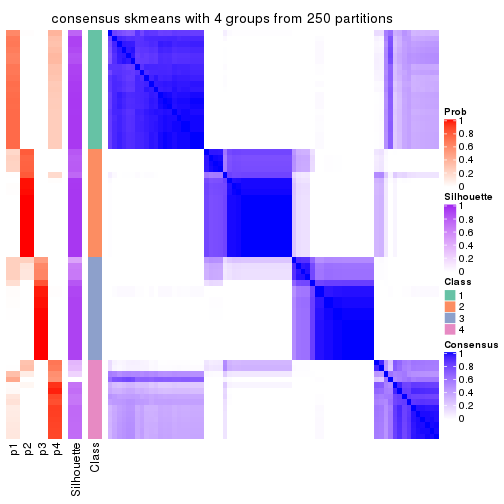 consensus skmeans with 4 groups from 250 partitions
Prob
1
0.8
0.6
0.4
0.2
0
Silhouette
1
0.8
0.6
0.4
0.2
0
Class
1
2
3
4
Consensus
1
0.8
0.6
0.4
0.2
0
p1
p2
p3
p4
Silhouette
Class